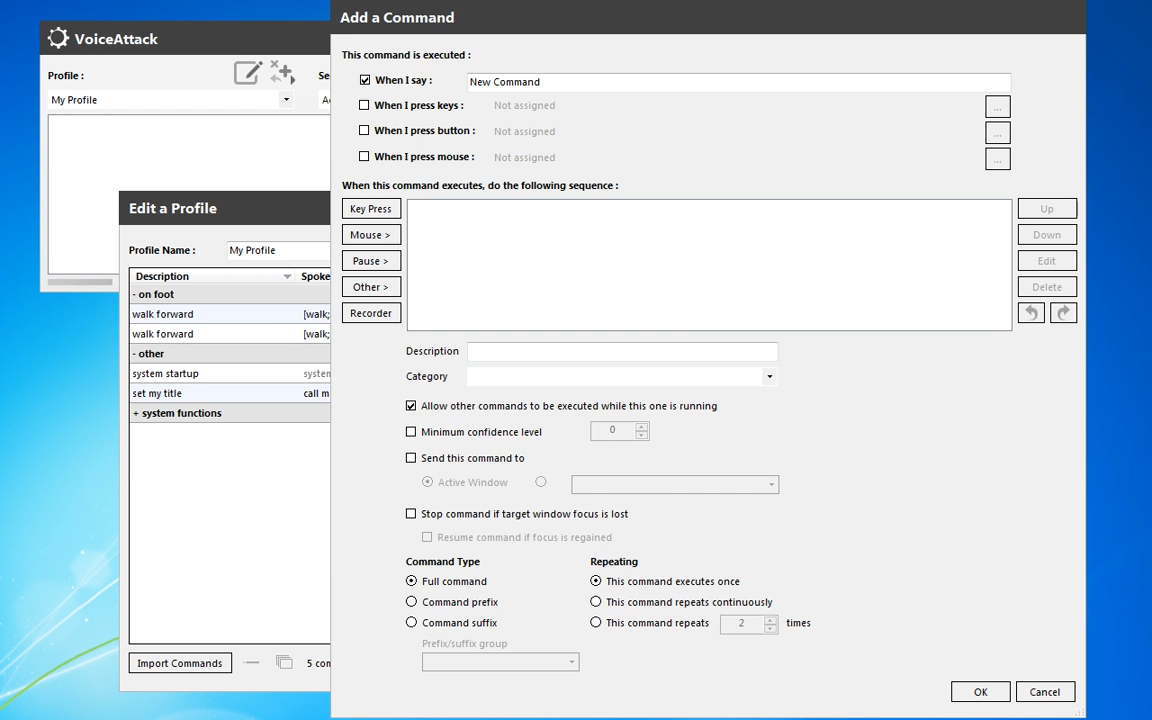 Add a Command
VoiceAttack
This command is executed :
Profile :
When I say :
New Command
My Profile
When I press keys :
Not assigned
...
When I press button :
Not assigned
...
When I press mouse :
Not assigned
...
When this command executes, do the following sequence :
Edit a Profile
Key Press
Up
Mouse >
Down
Profile Name :
My Profile
Pause >
Edit
Description
Spoke
Other >
Delete
- on foot
Recorder
walk forward
[walk;
walk forward
[walk;
- other
Description
system startup
system
Category
set my title
call m
+ system functions
Allow other commands to be executed while this one is running
Minimum confidence level
0
Send this command to
Active Window
Stop command if target window focus is lost
Resume command if focus is regained
Command Type
Repeating
Full command
This command executes once
Command prefix
This command repeats continuously
Command suffix
This command repeats
2
times
Prefix/suffix group
Import Commands
5 com
OK
Cancel